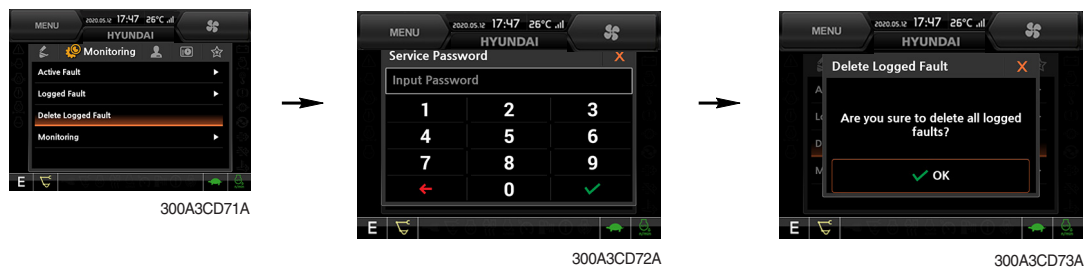 MENU
2020.05.12 17:47 26°C
HYUNDAI
Monitoring
Active Fault
Logged Fault
Delete Logged Fault
Monitoring
E
300A3CD71A
MENU
2020.05.12 17:47 26°C
HYUNDAI
Service Password X
Input Password
1 2 3
4 5 6
7 8 9
0
E
300A3CD72A
MENU
2020.05.12 17:47 26°C
HYUNDAI
Delete Logged Fault X
Are you sure to delete all logged
faults?
OK
E
300A3CD73A